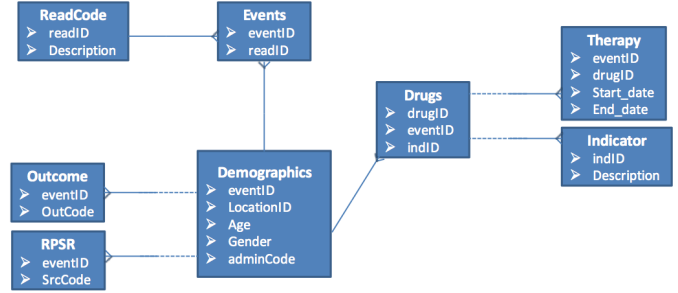 ReadCode
readID
Description
Events
eventID
readID
Therapy
eventID
drugID
Start_date
End_date
Drugs
drugID
eventID
indID
Indicator
indID
Description
Demographics
eventID
LocationID
Age
Gender
adminCode
Outcome
eventID
OutCode
RPSR
eventID
SrcCode